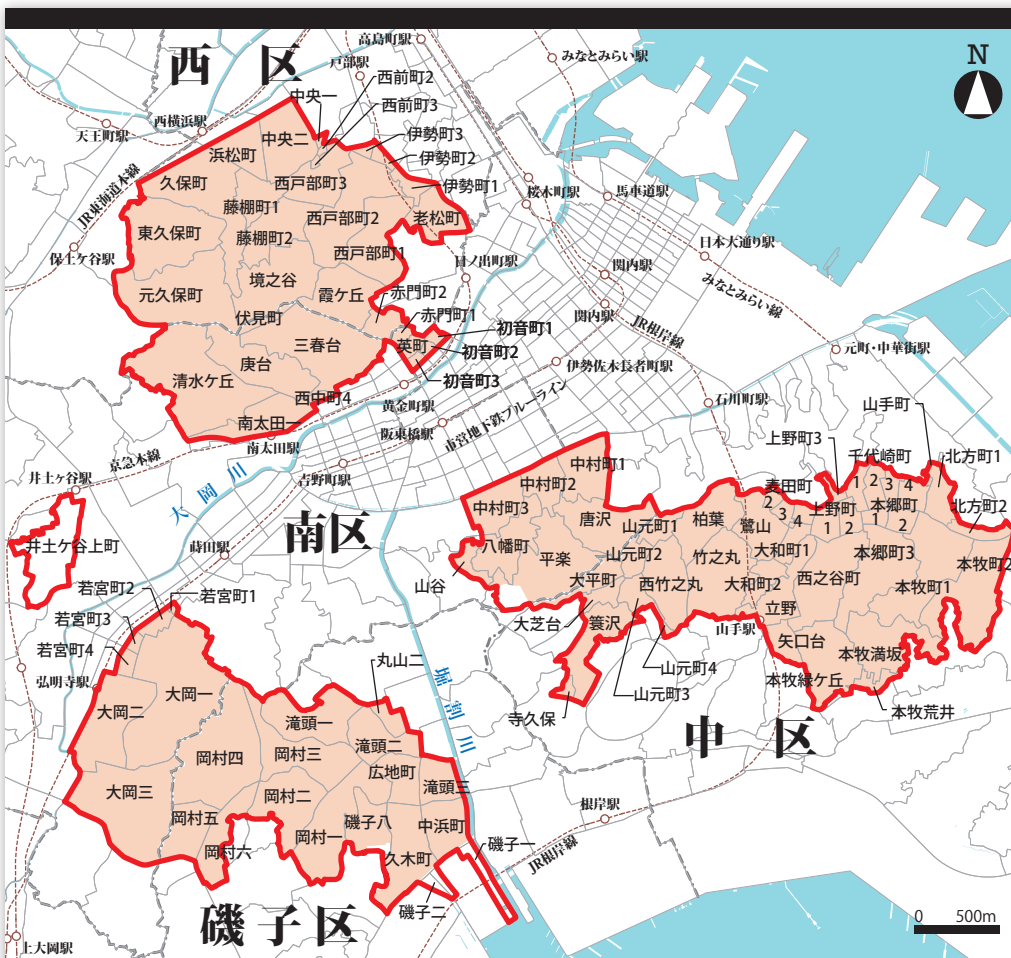 高島町駅
みなとみらい駅
西 区
戸部駅
N
西前町2
中央一
西前町3
西横浜駅
天王町駅
中央二
伊勢町3
浜松町
伊勢町2
JR東海道本線
久保町
西戸部町3
伊勢町1
桜木町駅
馬車道駅
藤棚町1
西戸部町2
老松町
東久保町
藤棚町2
日本大通り駅
保土ケ谷駅
西戸部町1
日ノ出町駅
関内駅
境之谷
みなとみらい線
元久保町
霞ケ丘
赤門町2
関内駅
伏見町
赤門町1
JR根岸線
初音町1
三春台
英町
初音町2
元町・中華街駅
庚台
伊勢佐木長者町駅
清水ケ丘
初音町3
西中町4
黄金町駅
市営地下鉄ブルーライン
石川町駅
山手町
南太田一
阪東橋駅
南太田駅
上野町3
京急本線
千代崎町
北方町1
井土ケ谷駅
中村町1
吉野町駅
大岡川
中村町2
麦田町
1
2
3
4
2
3
4
上野町
1
2
本郷町
1
2
北方町2
中村町3
唐沢
山元町1
柏葉
鷺山
南区
井土ケ谷上町
蒔田駅
八幡町
平楽
山元町2
竹之丸
大和町1
本郷町3
本牧町2
若宮町2
山谷
大平町
西竹之丸
大和町2
西之谷町
本牧町1
若宮町1
立野
若宮町3
大芝台
簑沢
山手駅
矢口台
若宮町4
丸山二
山元町4
本牧満坂
弘明寺駅
大岡一
堀割川
山元町3
本牧緑ケ丘
大岡二
滝頭一
寺久保
本牧荒井
中 区
岡村四
岡村三
滝頭二
広地町
大岡三
岡村二
滝頭三
岡村五
磯子八
中浜町
根岸駅
岡村一
磯子一
岡村六
久木町
JR根岸線
磯子二
磯子区
0 500m
上大岡駅